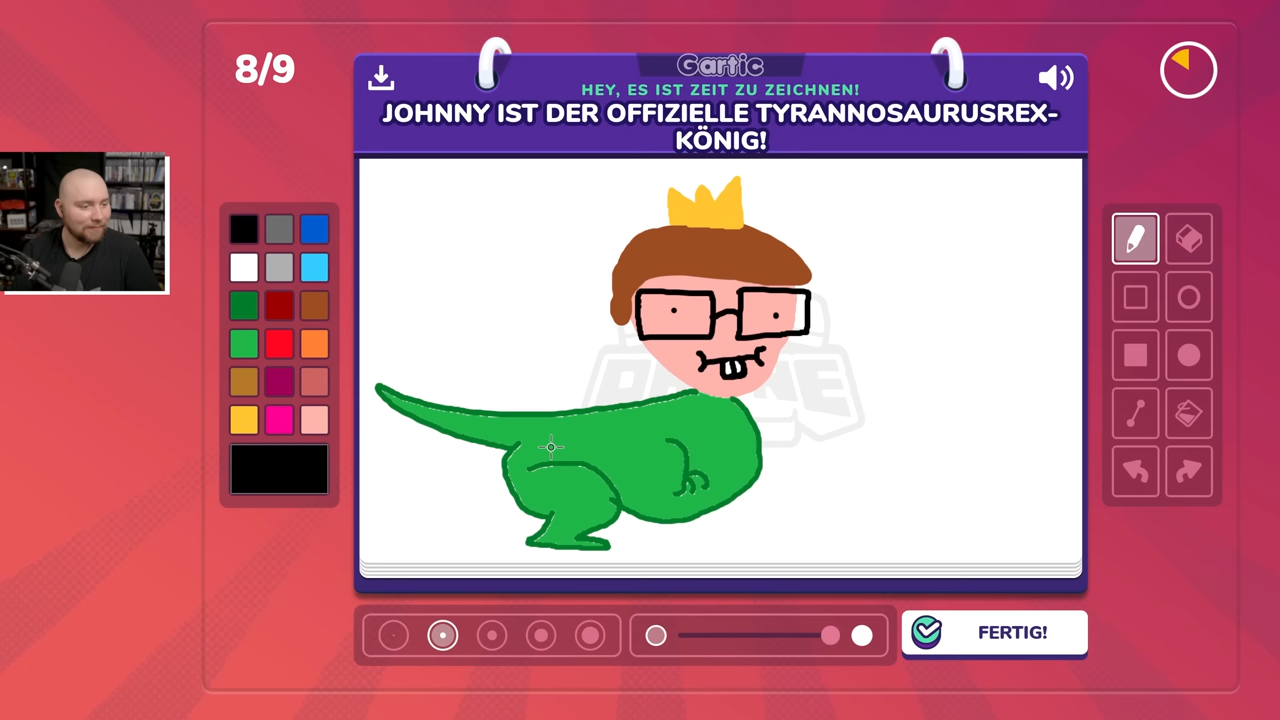 8/9
Gartic
HEY, ES IST ZEIT ZU ZEICHNEN!
JOHNNY IST DER OFFIZIELLE TYRANNOSAURUSREX-
KÖNIG!
FERTIG!